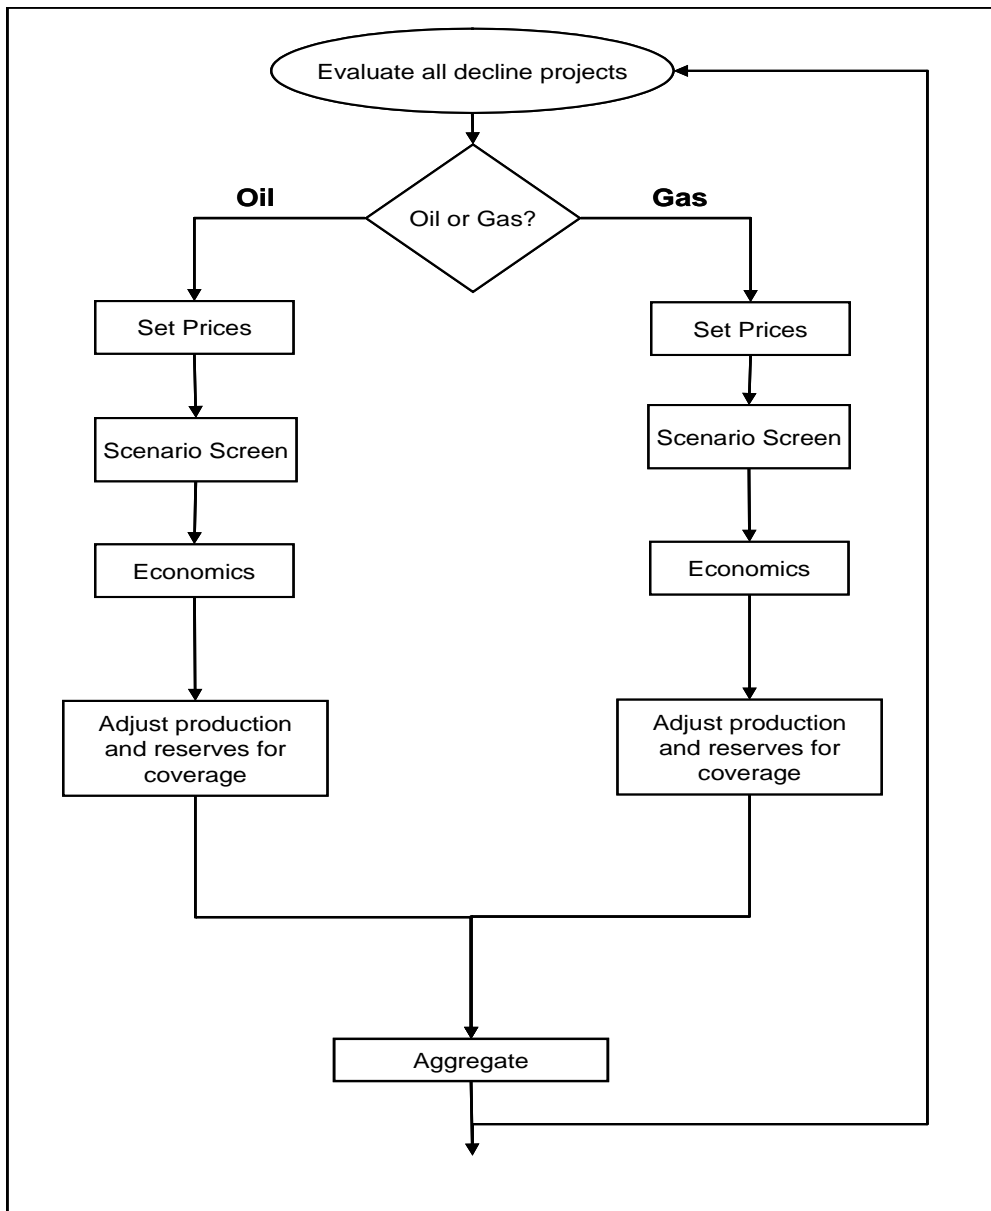 Evaluate all decline projects
Oil or Gas?
Oil
Gas
Set Prices
Scenario Screen
Economics
Adjust production
and reserves for
coverage
Set Prices
Scenario Screen
Economics
Adjust production
and reserves for
coverage
Aggregate